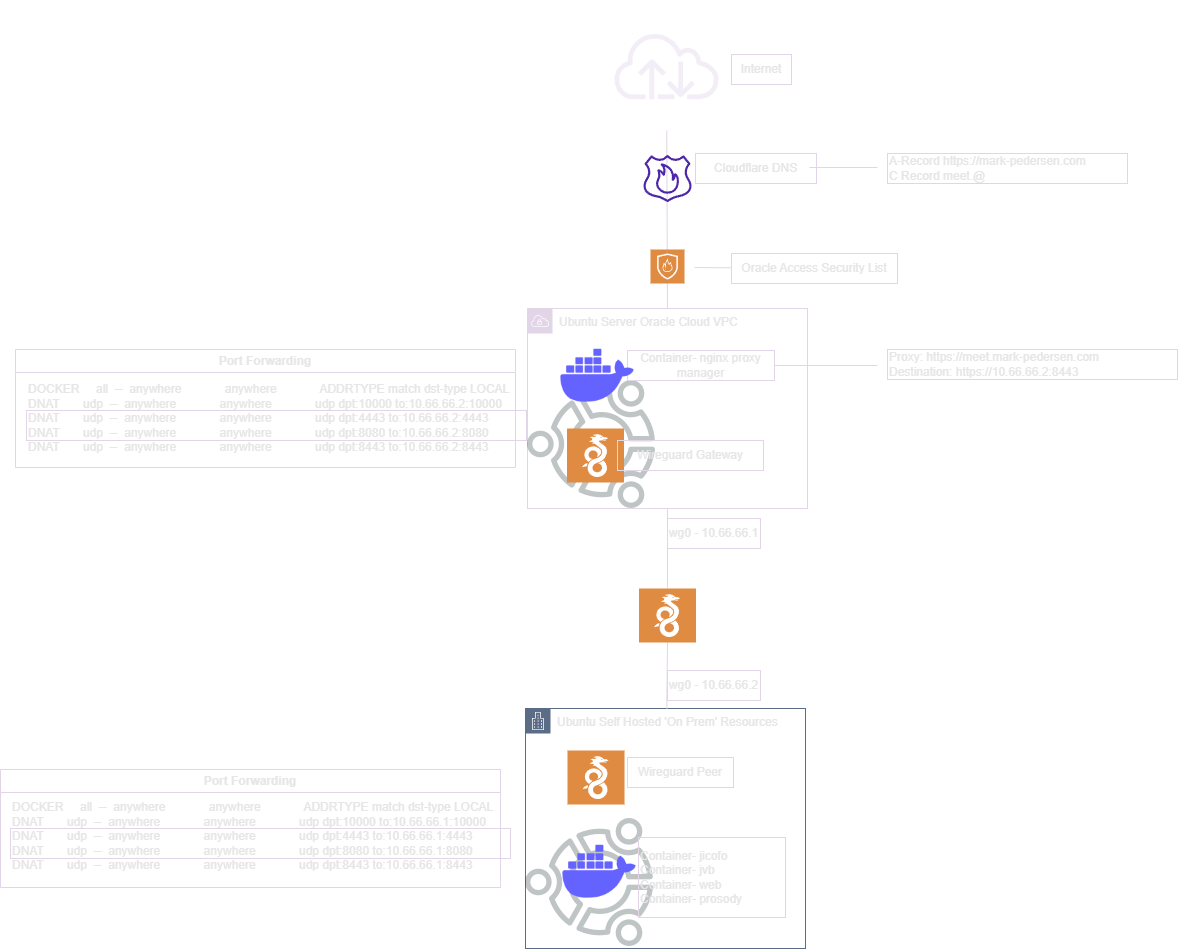 Internet
Cloudflare DNS
A-Record https://mark-pedersen.com
C Record meet.@
Oracle Access Security List
Ubuntu Server Oracle Cloud VPC
Container- nginx proxy
manager
Proxy: https://meet.mark-pedersen.com
Destination: https://10.66.66.2:8443
Port Forwarding
DOCKER all -- anywhere anywhere ADDRTYPE match dst-type LOCAL
DNAT udp -- anywhere anywhere udp dpt:10000 to:10.66.66.2:10000
DNAT udp -- anywhere anywhere udp dpt:4443 to:10.66.66.2:4443
DNAT udp -- anywhere anywhere udp dpt:8080 to:10.66.66.2:8080
DNAT udp -- anywhere anywhere udp dpt:8443 to:10.66.66.2:8443
Wireguard Gateway
wg0 - 10.66.66.1
wg0 - 10.66.66.2
Ubuntu Self Hosted 'On Prem' Resources
Wireguard Peer
Port Forwarding
DOCKER all -- anywhere anywhere ADDRTYPE match dst-type LOCAL
DNAT udp -- anywhere anywhere udp dpt:10000 to:10.66.66.1:10000
DNAT udp -- anywhere anywhere udp dpt:4443 to:10.66.66.1:4443
DNAT udp -- anywhere anywhere udp dpt:8080 to:10.66.66.1:8080
DNAT udp -- anywhere anywhere udp dpt:8443 to:10.66.66.1:8443
Container- jicofo
Container- jvb
Container- web
Container- prosody